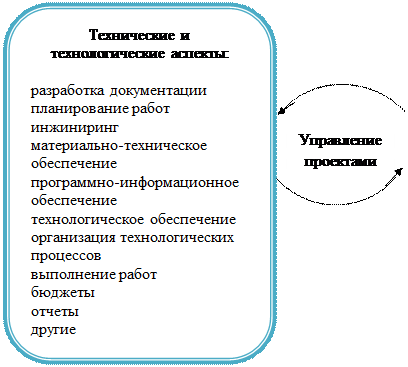 Технические и
технологические аспекты:
разработка документации
планирование работ
инжиниринг
материально-техническое
обеспечение
программно-информационное
обеспечение
технологическое обеспечение
организация технологических
процессов
выполнение работ
бюджеты
отчеты
другие
Управление
проектами